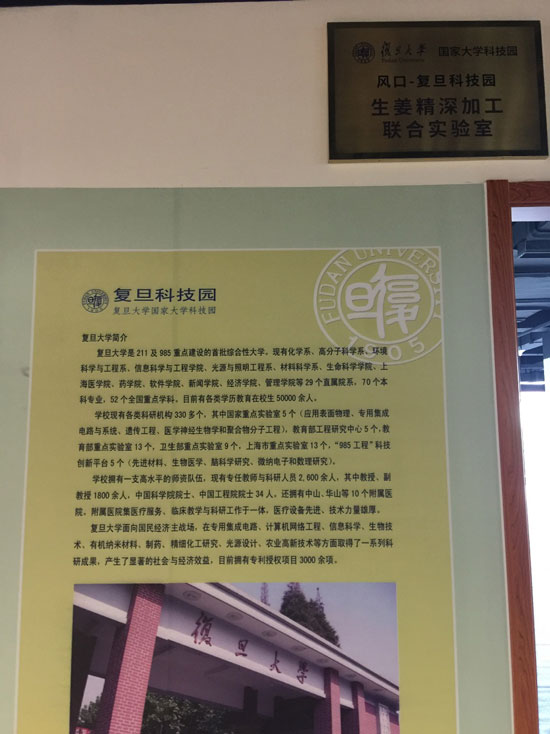 復旦大學
Fudan University
国家大学科技园
风口-复旦科技园
生姜精深加工
联合实验室
FUDAN UNIVERSITY
1905
复旦科技园
复旦大学国家大学科技园
复旦大学简介
复旦大学是211及985重点建设的首批综合性大学。现有化学系、高分子科学系、环境
科学与工程系、信息科学与工程学院、光源与照明工程系、材料科学系、生命科学学院、上
海医学院、药学院、软件学院、新闻学院、经济学院、管理学院等29个直属院系,70个本
科专业,52个全国重点学科,目前有各类学历教育在校生50000余人。
学校现有各类科研机构330多个,其中国家重点实验室5个(应用表面物理、专用集成
电路与系统、遗传工程、医学神经生物学和聚合物分子工程)、教育部工程研究中心5个,教
育部重点实验室13个,卫生部重点实验室9个,上海市重点实验室13个,“985工程”科技
创新平台5个(先进材料、生物医学、脑科学研究、微纳电子和数理研究)。
学校拥有一支高水平的师资队伍,现有专任教师与科研人员2,600余人,其中教授、副
教授1800余人,中国科学院院士、中国工程院院士34人,还拥有中山、华山等10个附属医
院,附属医院集医疗服务、临床教学与科研工作于一体,医疗设备先进、技术力量雄厚。
复旦大学面向国民经济主战场,在专用集成电路、计算机网络工程、信息科学、生物技
术、有机纳米材料、制药、精细化工研究、光源设计、农业高新技术等方面取得了一系列科
研成果,产生了显著的社会与经济效益,目前拥有专利授权项目3000余项。
復旦大學